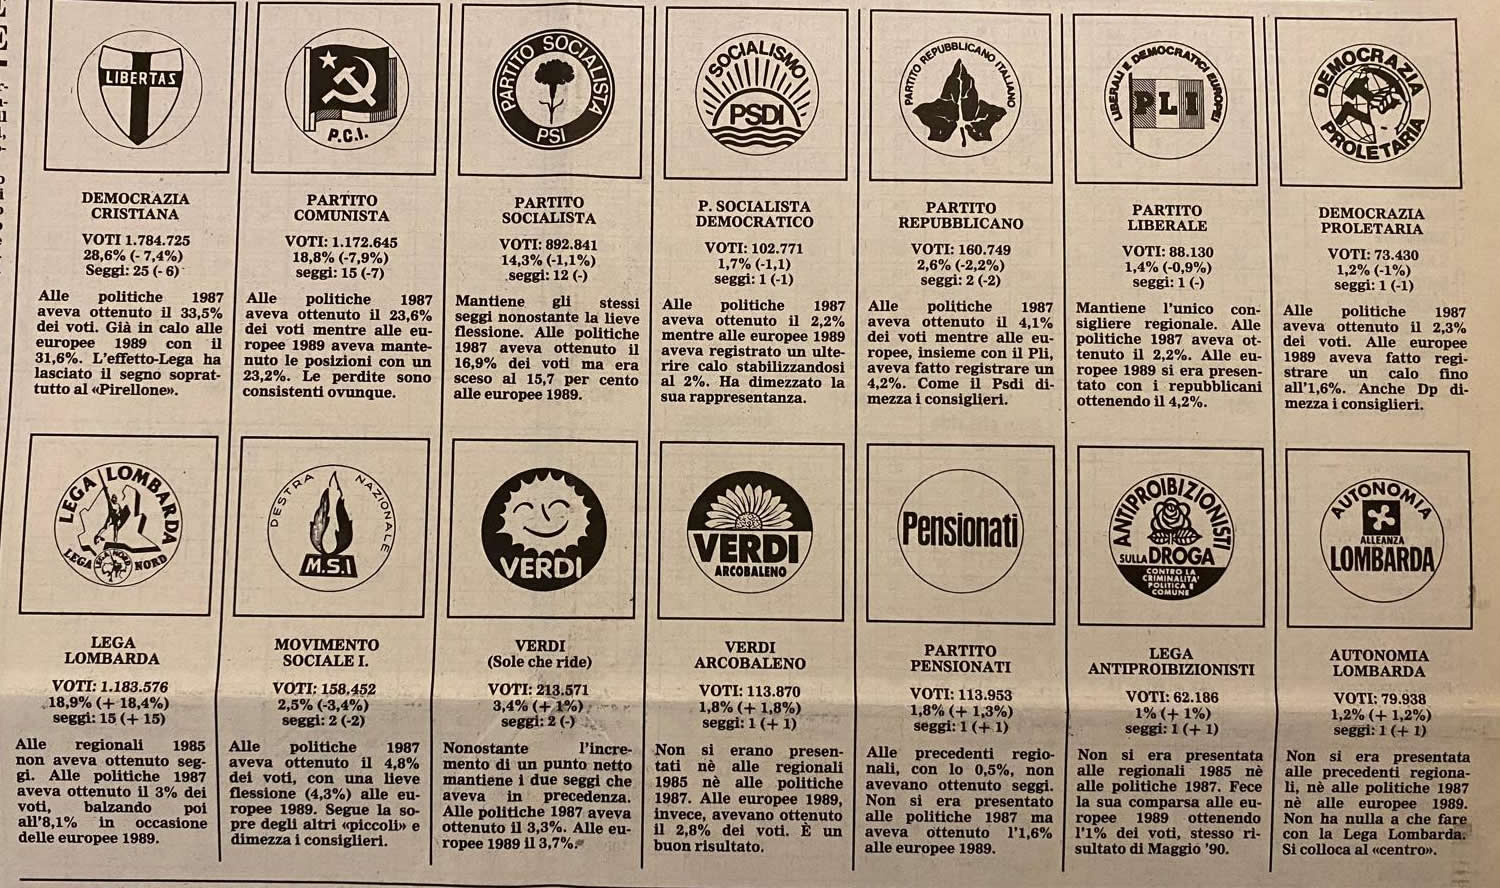 LIBERTAS
DEMOCRAZIA
CRISTIANA
VOTI 1.784.725
28,6% (- 7,4%)
Seggi: 25 (- 6)
Alle politiche 1987
aveva ottenuto il 33,5%
dei voti. Già in calo alle
europee 1989 con il
31,6%. L'effetto-Lega ha
lasciato il segno soprat-
tutto al «Pirellone».
P.C.I.
PARTITO
COMUNISTA
VOTI: 1.172.645
18,8% (-7,9%)
seggi: 15 (-7)
Alle politiche 1987
aveva ottenuto il 23,6%
dei voti mentre alle eu-
ropee 1989 aveva mante-
nuto le posizioni con un
23,2%. Le perdite sono
consistenti ovunque.
PARTITO SOCIALISTA
PSI
PARTITO
SOCIALISTA
VOTI: 892.841
14,3% (-1,1%)
seggi: 12 (-)
Mantiene gli stessi
seggi nonostante la lieve
flessione. Alle politiche
1987 aveva ottenuto il
16,9% dei voti ma era
sceso al 15,7 per cento
alle europee 1989.
SOCIALISMO
PSDI
P. SOCIALISTA
DEMOCRATICO
VOTI: 102.771
1,7% (-1,1)
seggi: 1 (-1)
Alle politiche 1987
aveva ottenuto il 2,2%
mentre alle europee 1989
aveva registrato un ulte-
rire calo stabilizzandosi
al 2%. Ha dimezzato la
sua rappresentanza.
PARTITO REPUBBLICANO ITALIANO
PARTITO
REPUBBLICANO
VOTI: 160.749
2,6% (-2,2%)
seggi: 2 (-2)
Alle politiche 1987
aveva ottenuto il 4,1%
dei voti mentre alle eu-
ropee, insieme con il Pli,
aveva fatto registrare un
4,2%. Come il Psdi di-
mezza i consiglieri.
LIBERALI E DEMOCRATICI EUROPEI
PLI
PARTITO
LIBERALE
VOTI: 88.130
1,4% (-0,9%)
seggi: 1 (-)
Mantiene l'unico con-
sigliere regionale. Alle
politiche 1987 aveva ot-
tenuto il 2,2%. Alle eu-
ropee 1989 si era presen-
tato con i repubblicani
ottenendo il 4,2%.
DEMOCRAZIA
PROLETARIA
DEMOCRAZIA
PROLETARIA
VOTI: 73.430
1,2% (-1%)
seggi: 1 (-1)
Alle politiche 1987
aveva ottenuto il 2,3%
dei voti. Alle europee
1989 aveva fatto regi-
strare un calo fino
all'1,6%. Anche Dp di-
mezza i consiglieri.
LEGA LOMBARDA
LEGA NORD
LEGA
LOMBARDA
VOTI: 1.183.576
18,9% (+ 18,4%)
seggi: 15 (+ 15)
Alle regionali 1985
non aveva ottenuto seg-
gi. Alle politiche 1987
aveva ottenuto il 3% dei
voti, balzando poi
all'8,1% in occasione
delle europee 1989.
DESTRA NAZIONALE
M.S.I
MOVIMENTO
SOCIALE I.
VOTI: 158.452
2,5% (-3,4%)
seggi: 2 (-2)
Alle politiche 1987
aveva ottenuto il 4,8%
dei voti, con una lieve
flessione (4,3%) alle eu-
ropee 1989. Segue la so-
pre degli altri «piccoli» e
dimezza i consiglieri.
VERDI
VERDI
(Sole che ride)
VOTI: 213.571
3,4% (+ 1%)
seggi: 2 (-)
Nonostante l'incre-
mento di un punto netto
mantiene i due seggi che
aveva in precedenza.
Alle politiche 1987 aveva
ottenuto il 3,3%. Alle eu-
ropee 1989 il 3,7%.
VERDI
ARCOBALENO
VERDI
ARCOBALENO
VOTI: 113.870
1,8% (+ 1,8%)
seggi: 1 (+ 1)
Non si erano presen-
tati nè alle regionali
1985 nè alle politiche
1987. Alle europee 1989,
invece, avevano ottenuto
il 2,8% dei voti. È un
buon risultato.
Pensionati
PARTITO
PENSIONATI
VOTI: 113.953
1,8% (+ 1,3%)
seggi: 1 (+ 1)
Alle precedenti regio-
nali, con lo 0,5%, non
avevano ottenuto seggi.
Non si era presentato
alle politiche 1987 ma
aveva ottenuto l'1,6%
alle europee 1989.
ANTIPROIBIZIONISTI
SULLA DROGA
CONTRO LA
CRIMINALITA'
POLITICA E
COMUNE
LEGA
ANTIPROIBIZIONISTI
VOTI: 62.186
1% (+ 1%)
seggi: 1 (+ 1)
Non si era presentata
alle regionali 1985 nè
alle politiche 1987. Fece
la sua comparsa alle eu-
ropee 1989 ottenendo
l'1% dei voti, stesso ri-
sultato di Maggio '90.
AUTONOMIA
ALLEANZA
LOMBARDA
AUTONOMIA
LOMBARDA
VOTI: 79.938
1,2% (+ 1,2%)
seggi: 1 (+ 1)
Non si era presentata
alle precedenti regiona-
li, nè alle politiche 1987
nè alle europee 1989.
Non ha nulla a che fare
con la Lega Lombarda.
Si colloca al «centro».